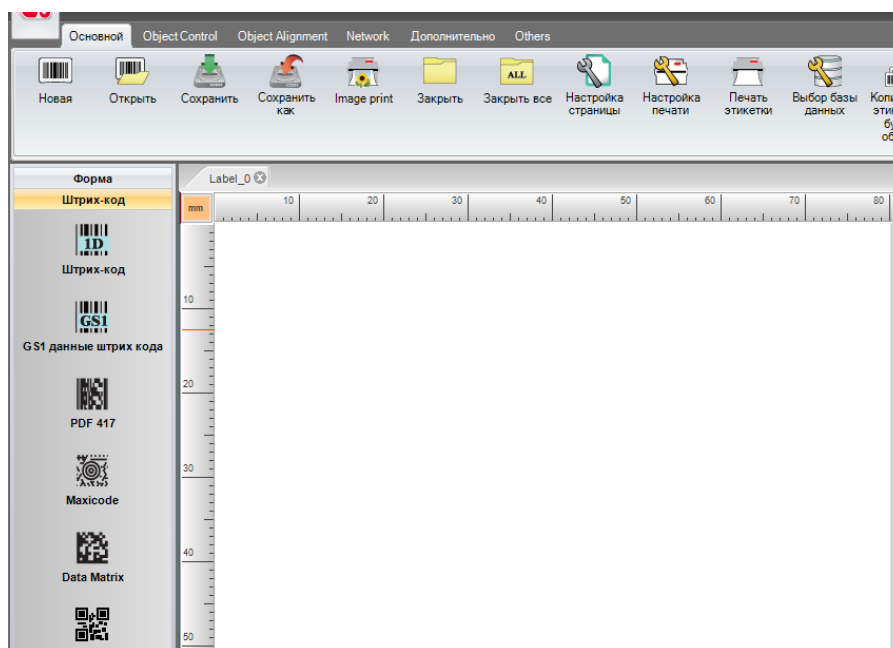 Основной Object Control Object Alignment Network Дополнительно Others
ALL
Новая Открыть Сохранить Сохранить как Image print Закрыть Закрыть все Настройка страницы Настройка печати Печать этикетки Выбор базы данных
Форма
Label_0
Штрих-код
mm 10 20 30 40 50 60 70 80
1D
Штрих-код
10
GS1
GS1 данные штрих кода
20
PDF 417
30
Maxicode
40
Data Matrix
50